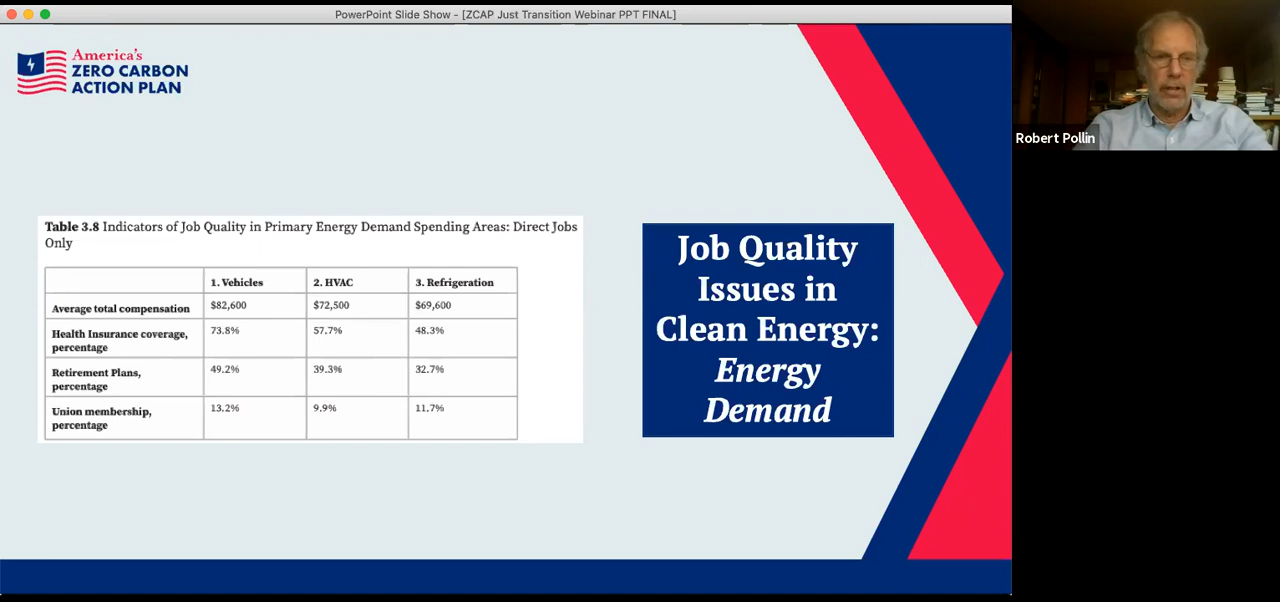 PowerPoint Slide Show - [ZCAP Just Transition Webinar PPT FINAL]
America's
ZERO CARBON
ACTION PLAN
Robert Pollin
Table 3.8 Indicators of Job Quality in Primary Energy Demand Spending Areas: Direct Jobs
Only
1. Vehicles 2. HVAC 3. Refrigeration
Average total compensation $82,600 $72,500 $69,600
Health Insurance coverage, 73.8% 57.7% 48.3%
percentage
Retirement Plans, 49.2% 39.3% 32.7%
percentage
Union membership, 13.2% 9.9% 11.7%
percentage
Job Quality
Issues in
Clean Energy:
Energy
Demand